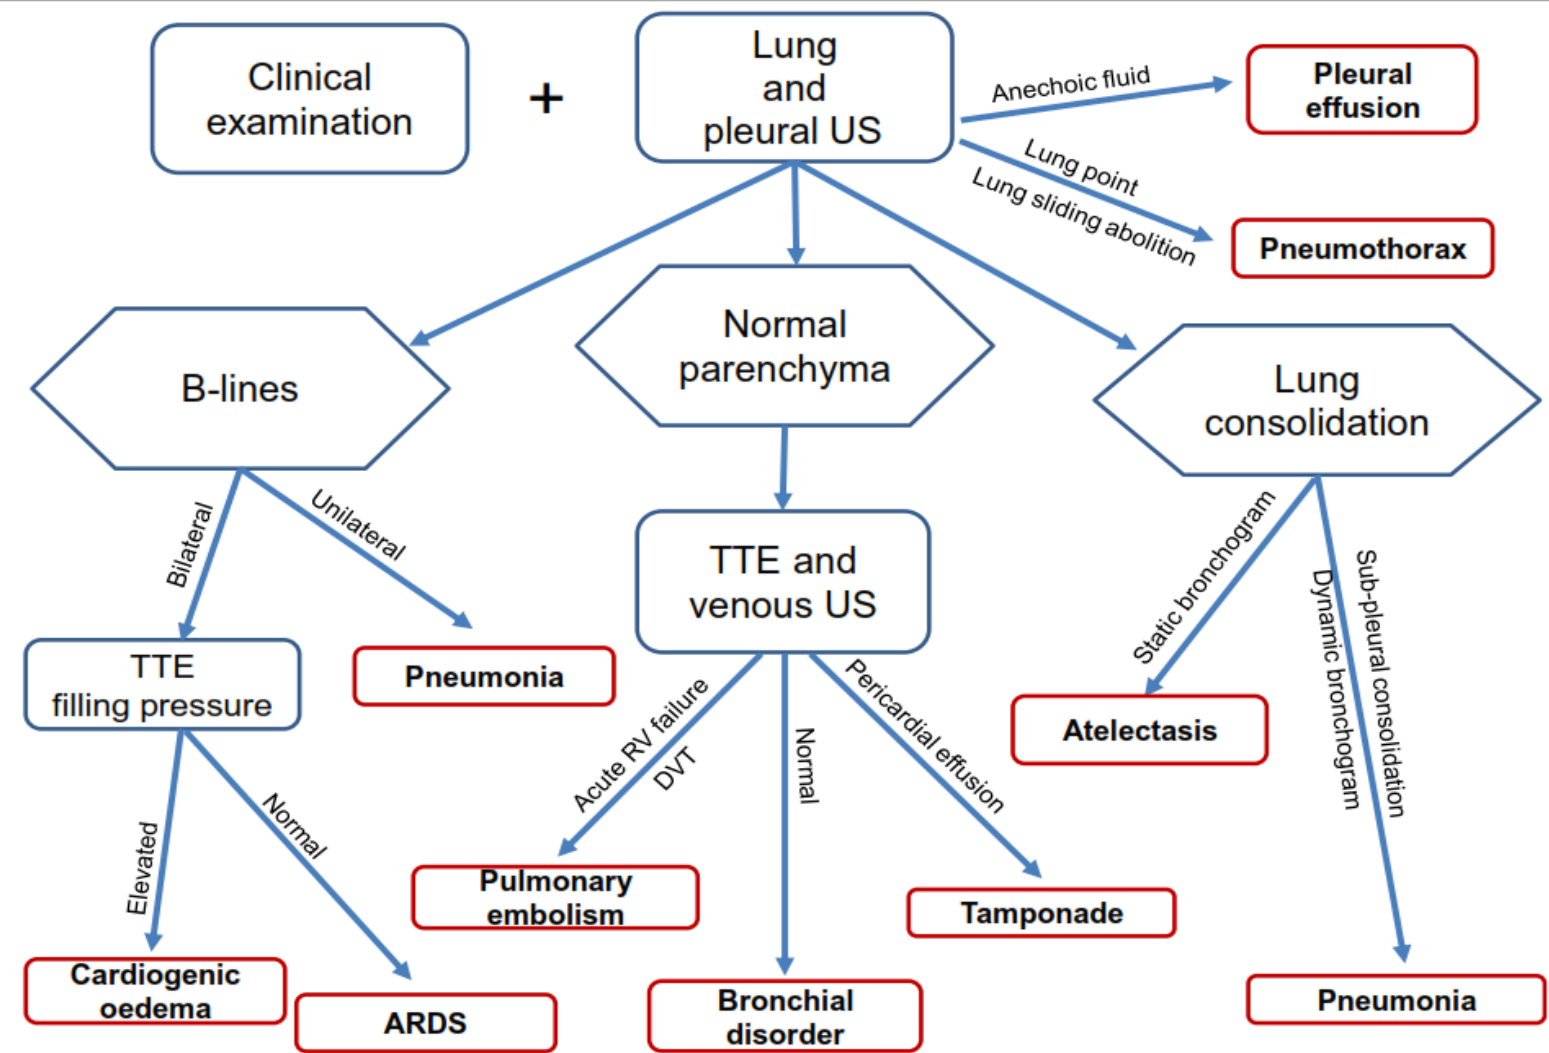 Clinical
examination
+
Lung
and
pleural US
Anechoic fluid
Pleural
effusion
Lung point
Lung sliding abolition
Pneumothorax
B-lines
Normal
parenchyma
Lung
consolidation
Bilateral
Unilateral
TTE
filling pressure
Pneumonia
TTE and
venous US
Static bronchogram
Sub-pleural consolidation
Dynamic bronchogram
Atelectasis
Elevated
Normal
Acute RV failure
DVT
Normal
Pericardial effusion
Pulmonary
embolism
Tamponade
Cardiogenic
oedema
ARDS
Bronchial
disorder
Pneumonia